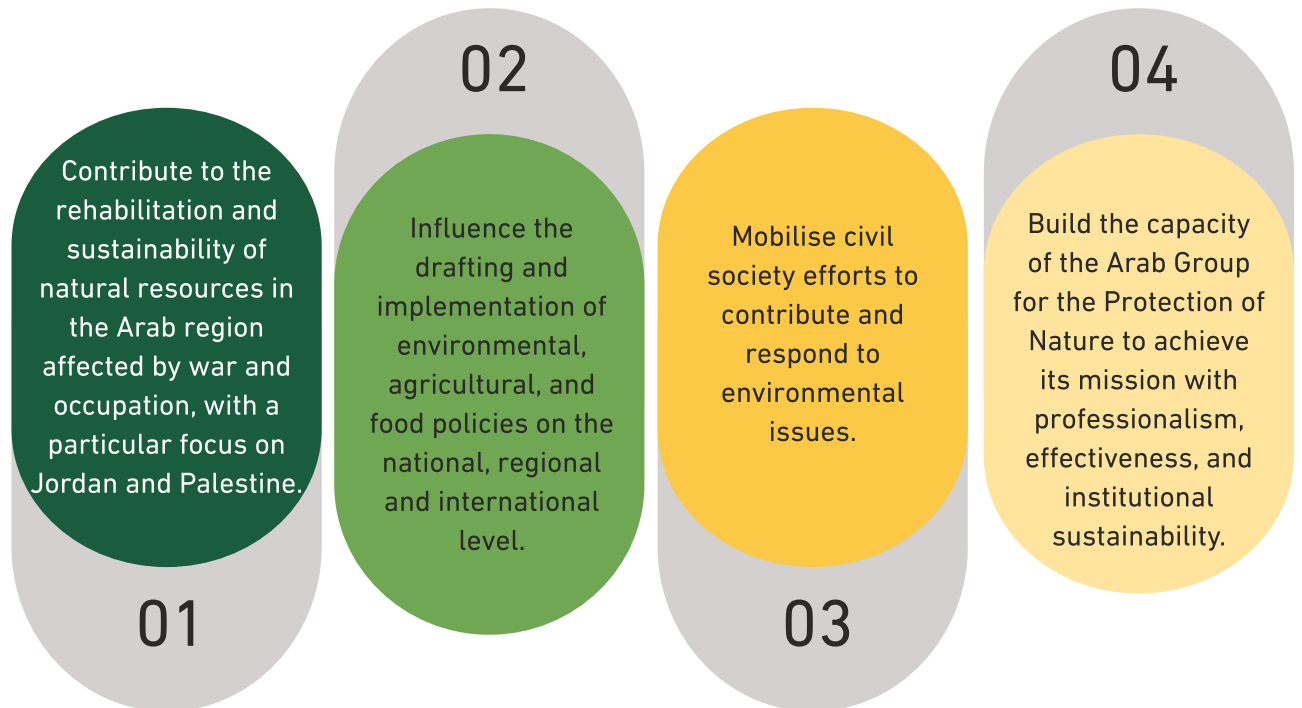 Contribute to the
rehabilitation and
sustainability of
natural resources in
the Arab region
affected by war and
occupation, with a
particular focus on
Jordan and Palestine.
01
02
Influence the
drafting and
implementation of
environmental,
agricultural, and
food policies on the
national, regional
and international
level.
Mobilise civil
society efforts to
contribute and
respond to
environmental
issues.
03
04
Build the capacity
of the Arab Group
for the Protection of
Nature to achieve
its mission with
professionalism,
effectiveness, and
institutional
sustainability.